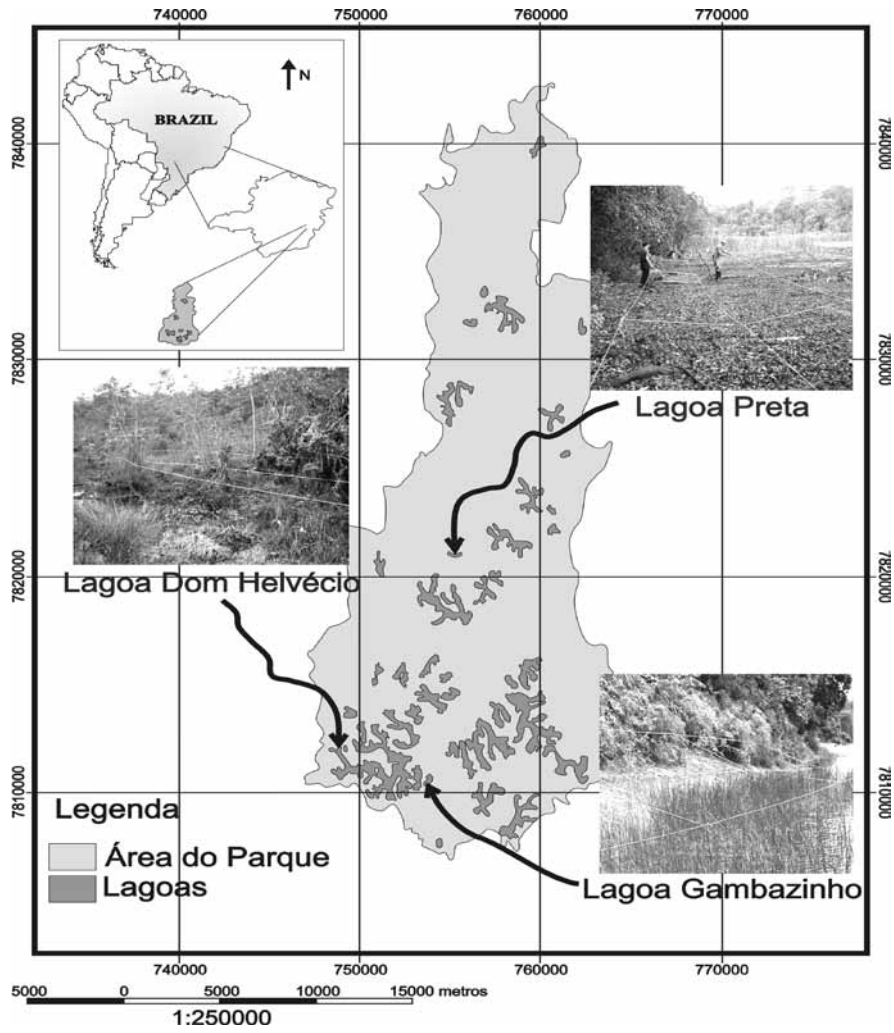 740000 750000 760000 770000
N
BRAZIL
7840000 7840000
7830000 7830000
Lagoa Preta
7820000 7820000
Lagoa Dom Helvécio
7810000 7810000
Legenda
Área do Parque
Lagoas
Lagoa Gambazinho
740000 750000 760000 770000
5000 0 5000 10000 15000 metros
1:250000